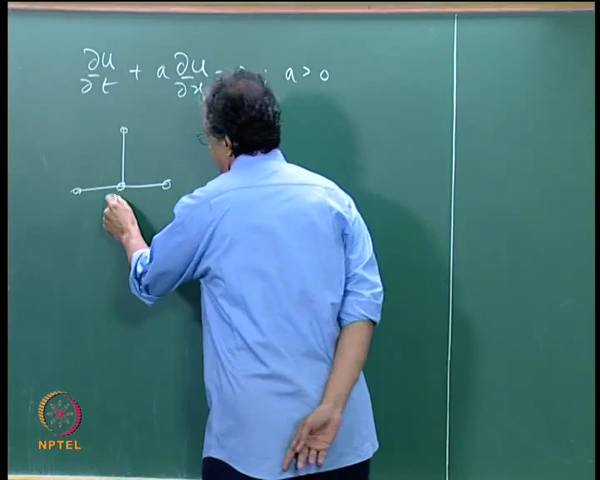 ∂u/∂t + a ∂u/∂x ; a > 0
NPTEL